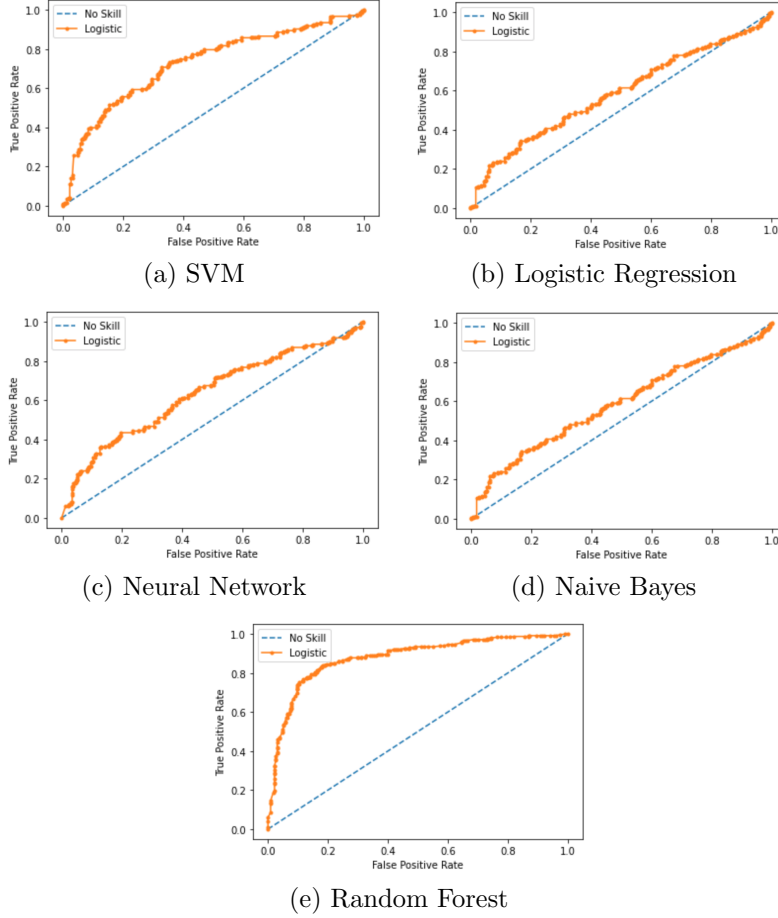 1.0
0.8
0.6
0.4
0.2
0.0
True Positive Rate
No Skill
Logistic
0.0 0.2 0.4 0.6 0.8 1.0
False Positive Rate
(a) SVM
1.0
0.8
0.6
0.4
0.2
0.0
True Positive Rate
No Skill
Logistic
0.0 0.2 0.4 0.6 0.8 1.0
False Positive Rate
(b) Logistic Regression
1.0
0.8
0.6
0.4
0.2
0.0
True Positive Rate
No Skill
Logistic
0.0 0.2 0.4 0.6 0.8 1.0
False Positive Rate
(c) Neural Network
1.0
0.8
0.6
0.4
0.2
0.0
True Positive Rate
No Skill
Logistic
0.0 0.2 0.4 0.6 0.8 1.0
False Positive Rate
(d) Naive Bayes
1.0
0.8
0.6
0.4
0.2
0.0
True Positive Rate
No Skill
Logistic
0.0 0.2 0.4 0.6 0.8 1.0
False Positive Rate
(e) Random Forest